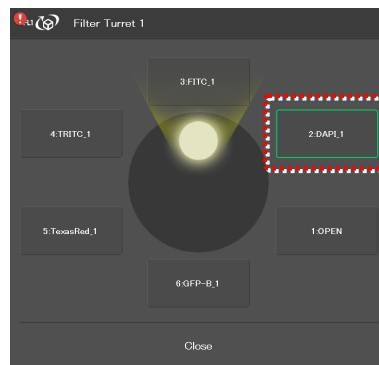 Filter Turret 1
3:FITC_1
4:TRITC_1
2:DAPI_1
5:TexasRed_1
1:OPEN
6:GFP-B_1
Close